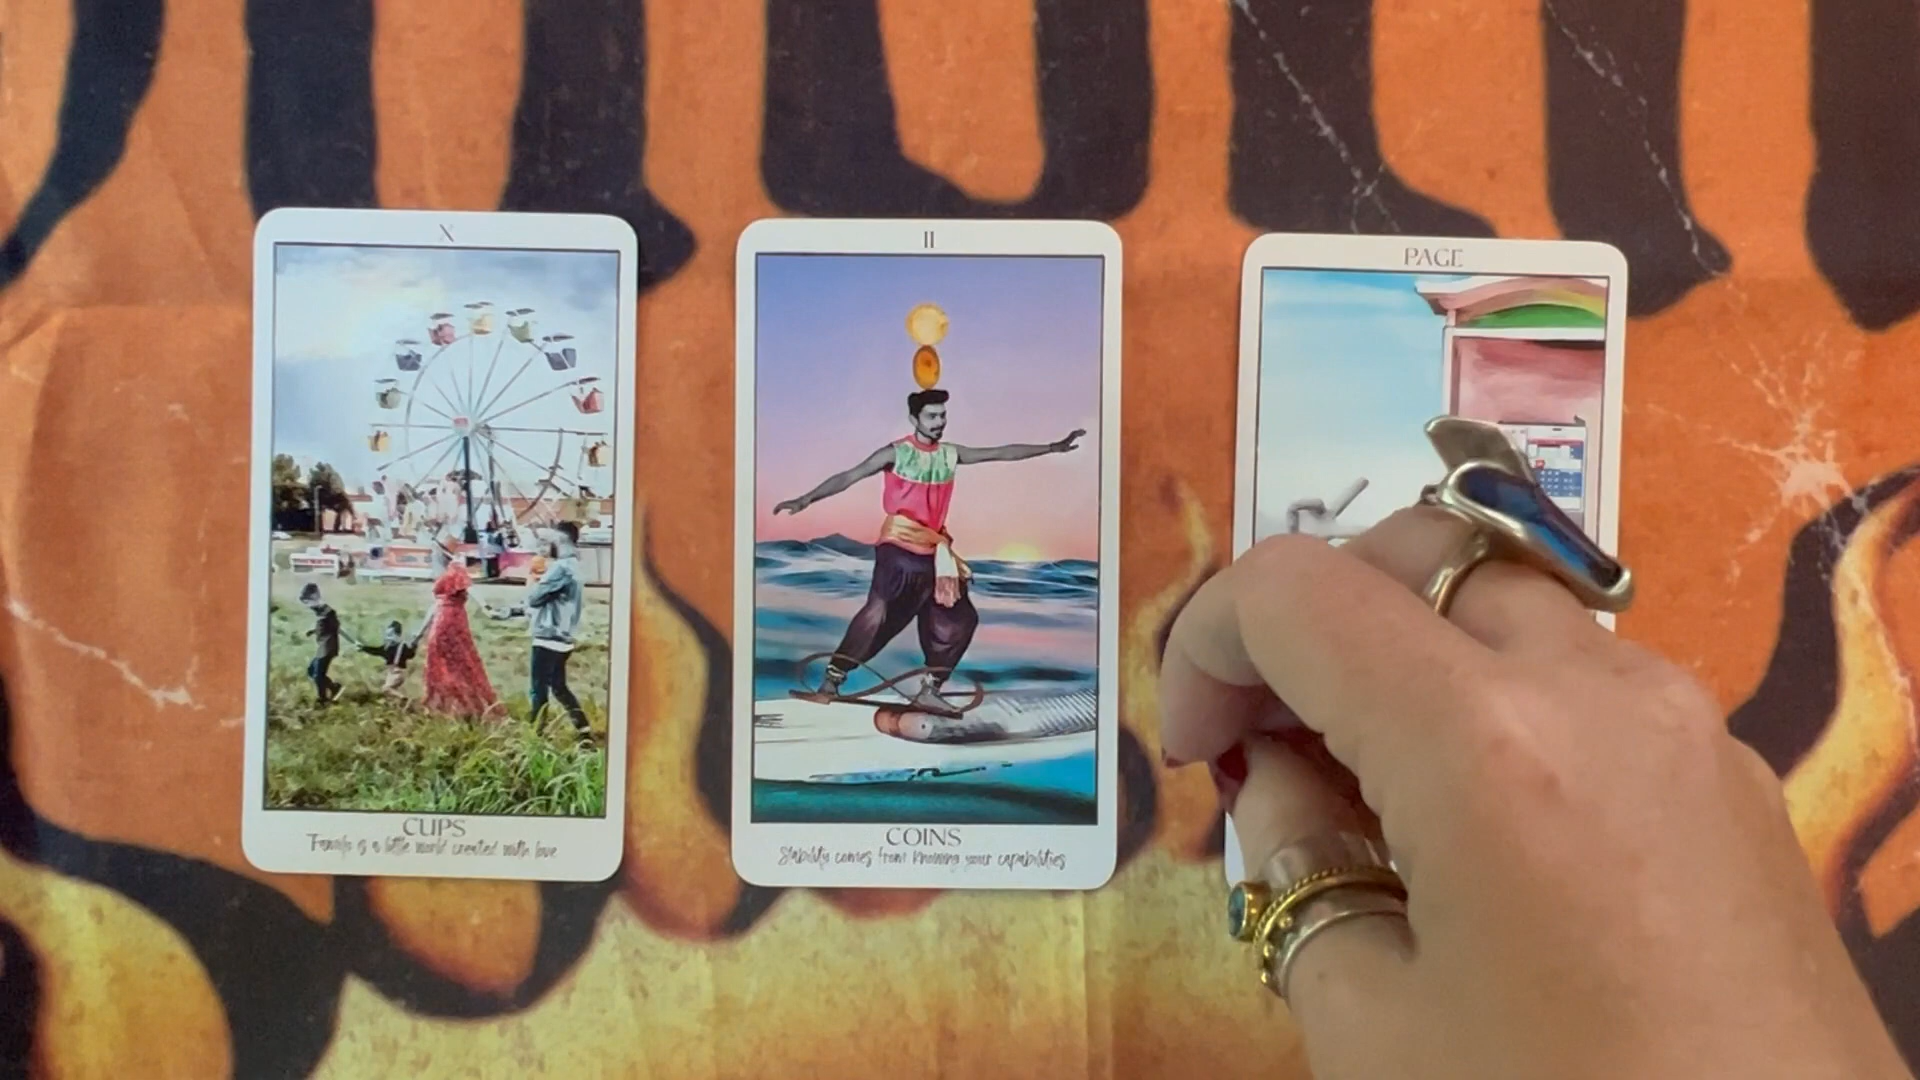 X
CUPS
Family is a little world created with love
II
COINS
Stability comes from knowing your capabilities
PAGE